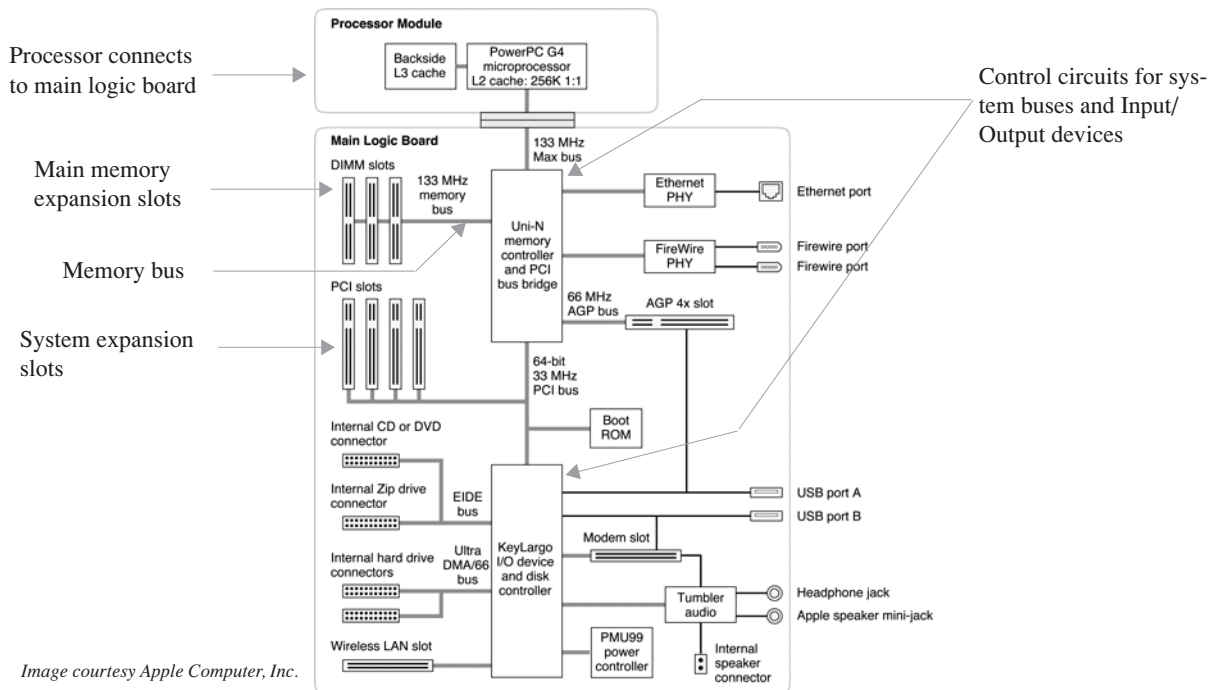 Processor Module
Backside
L3 cache
PowerPC G4
microprocessor
L2 cache: 256K 1:1
Processor connects
to main logic board
Control circuits for sys-
tem buses and Input/
Output devices
Main Logic Board
133 MHz
Max bus
DIMM slots
133 MHz
memory
bus
Main memory
expansion slots
Memory bus
Uni-N
memory
controller
and PCI
bus bridge
Ethernet
PHY
Ethernet port
FireWire
PHY
Firewire port
Firewire port
66 MHz
AGP bus
AGP 4x slot
PCI slots
System expansion
slots
64-bit
33 MHz
PCI bus
Boot
ROM
Internal CD or DVD
connector
Internal Zip drive
connector
EIDE
bus
Internal hard drive
connectors
Ultra
DMA/66
bus
KeyLargo
I/O device
and disk
controller
USB port A
USB port B
Modem slot
Tumbler
audio
Headphone jack
Apple speaker mini-jack
Wireless LAN slot
PMU99
power
controller
Internal
speaker
connector
Image courtesy Apple Computer, Inc.